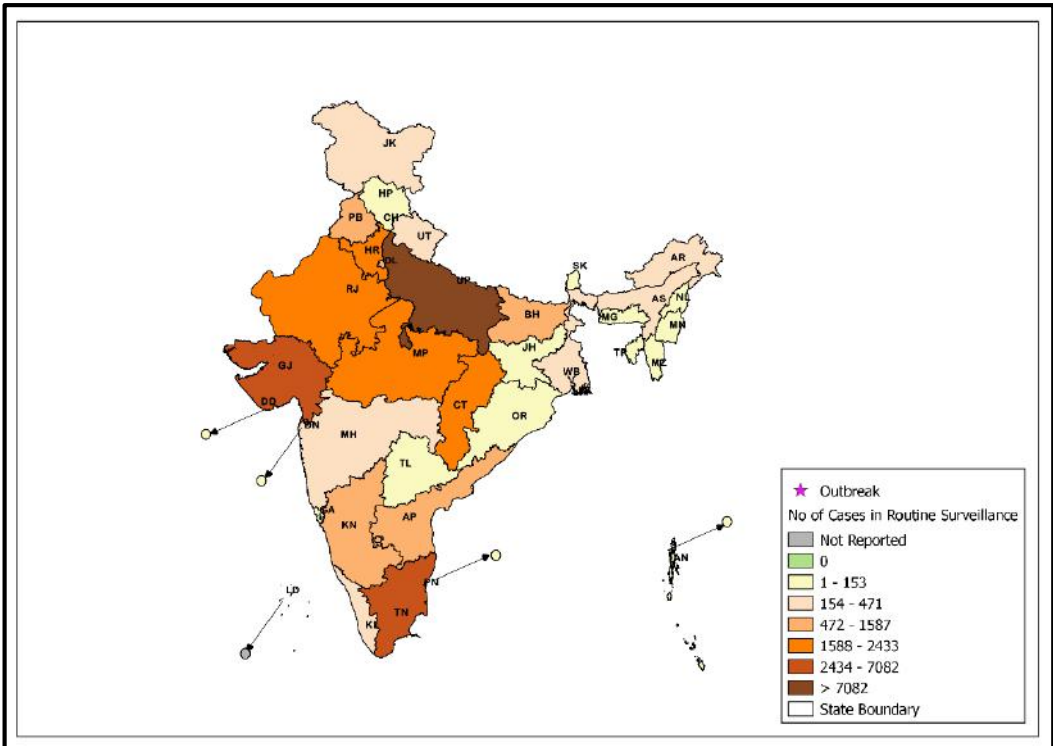 JK
HP
CH
PB
UT
HR
DL
AR
SK
UP
RJ
AS
NL
BH
MG
MN
JH
TR
MP
MZ
GJ
WB
DD
CT
DN
OR
MH
TL
GA
KN
AP
AN
PN
LD
TN
KL
Outbreak
No of Cases in Routine Surveillance
Not Reported
0
1 - 153
154 - 471
472 - 1587
1588 - 2433
2434 - 7082
> 7082
State Boundary